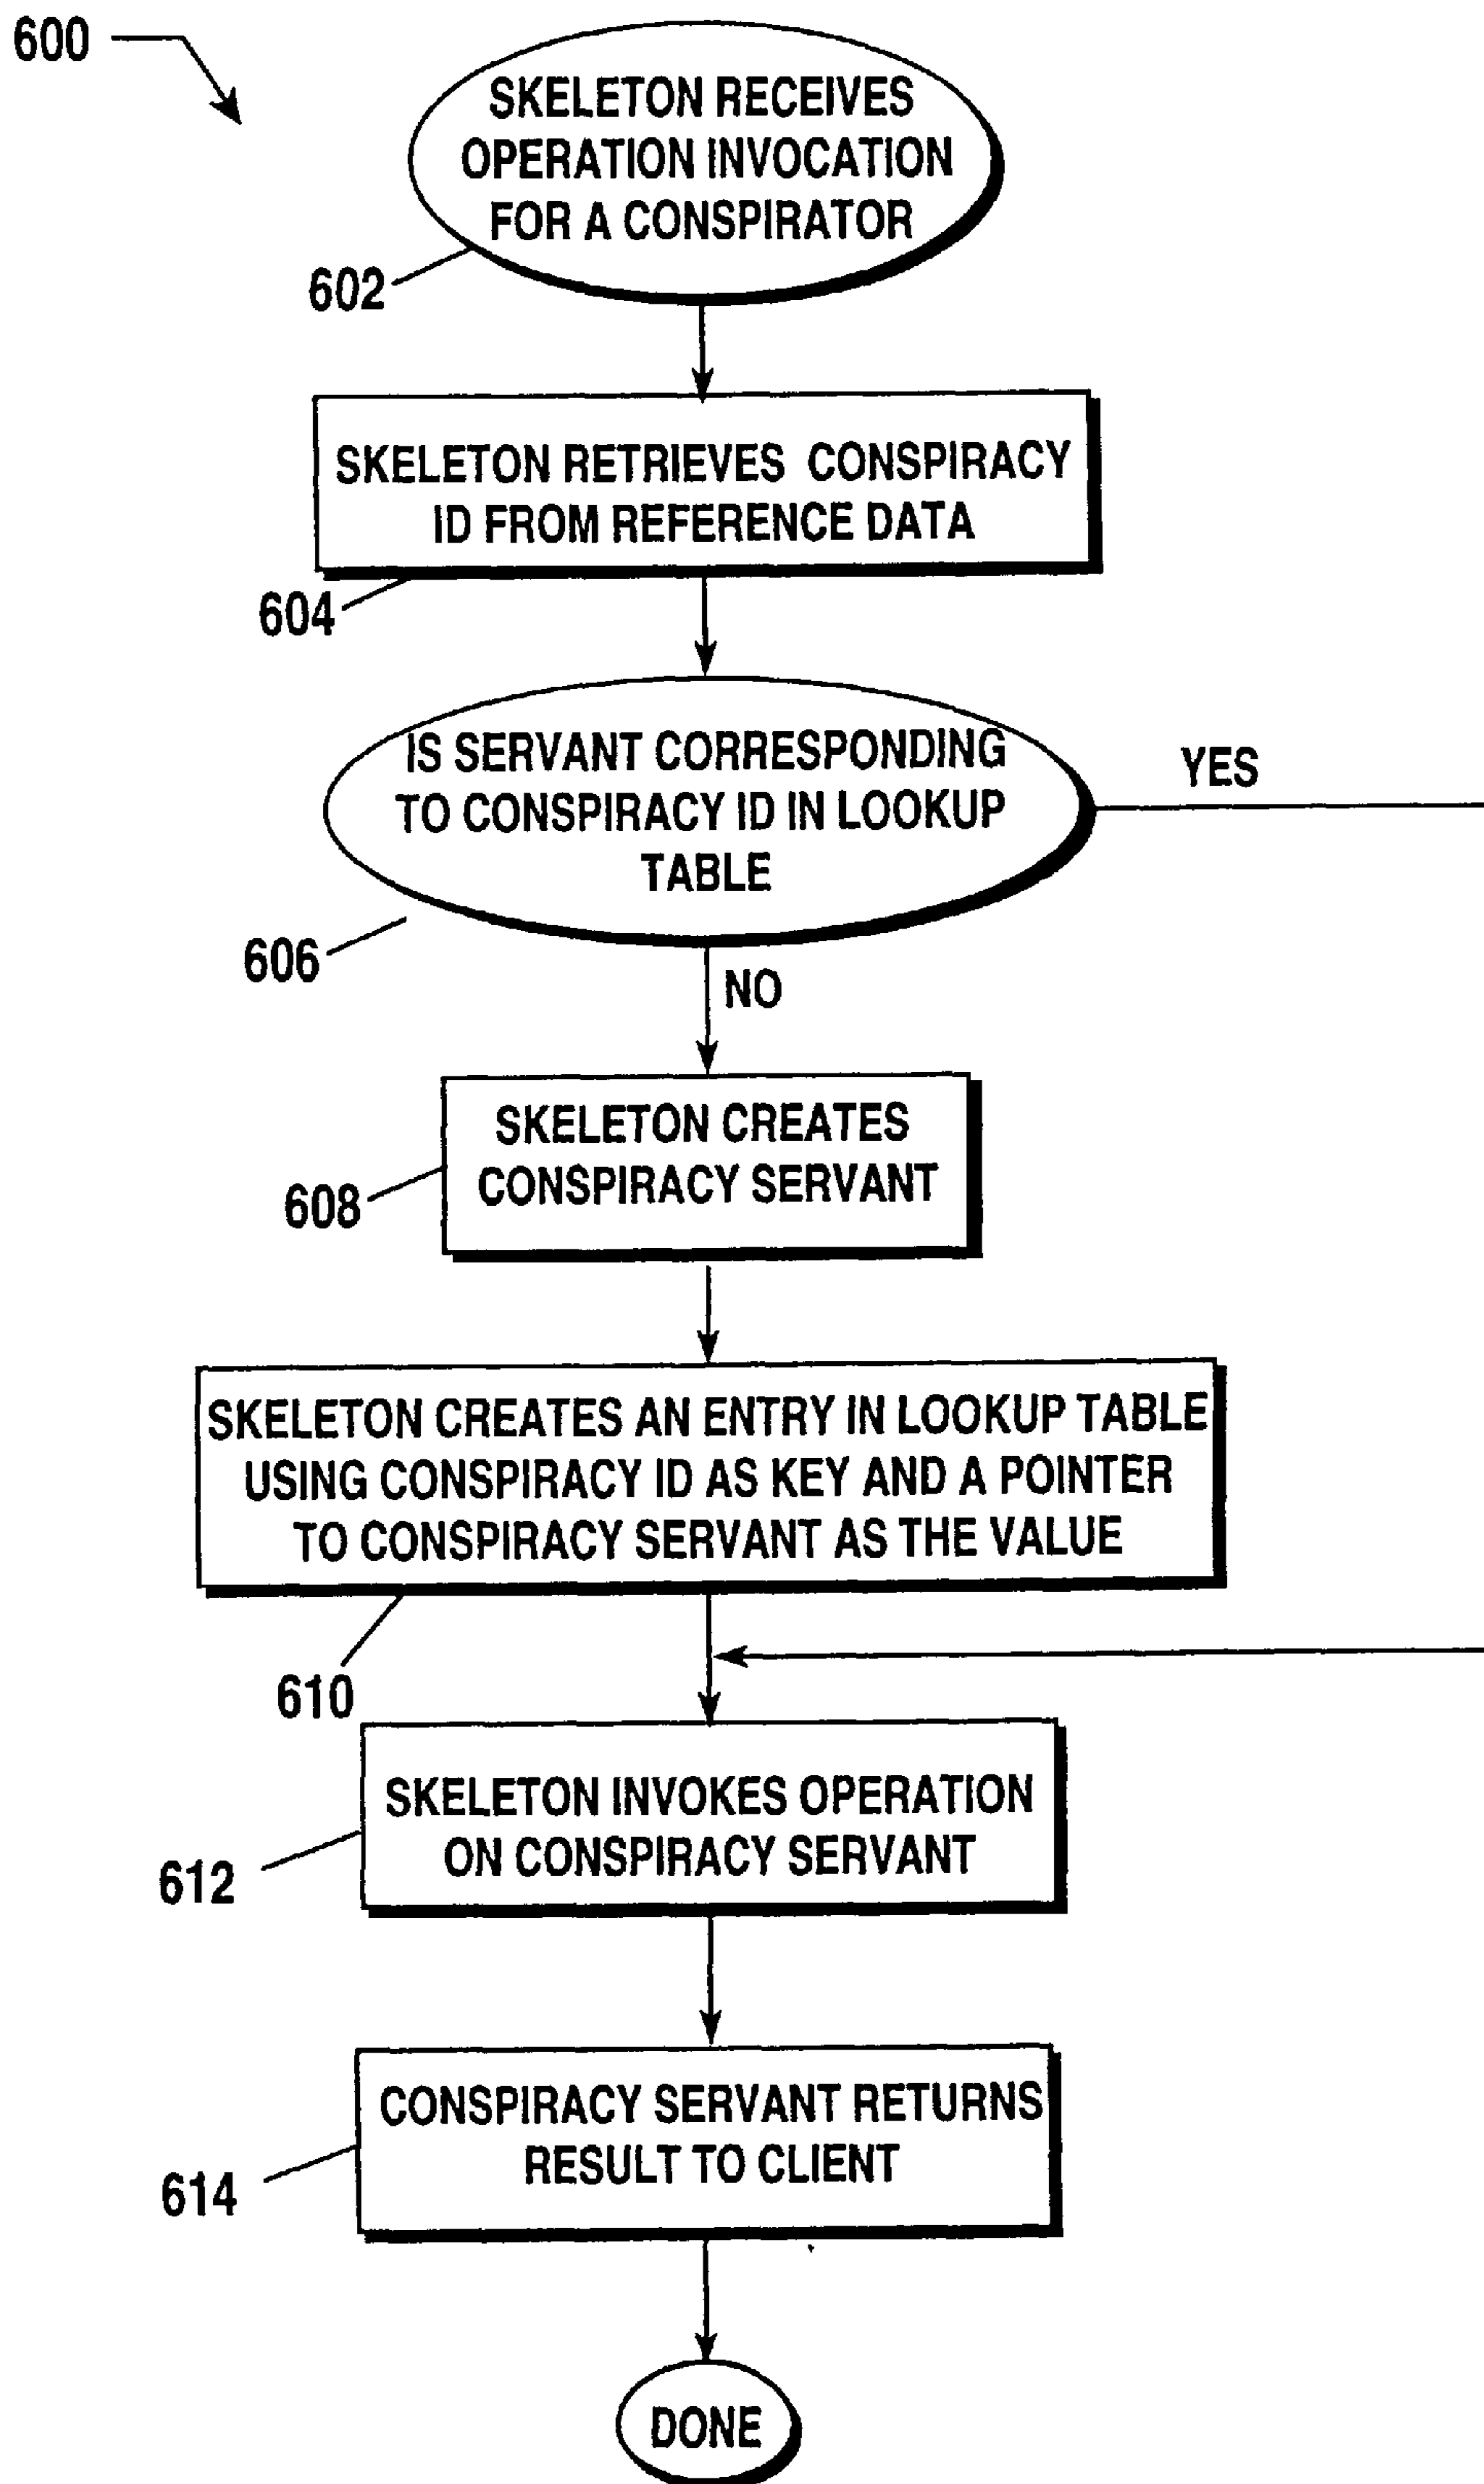 600
SKELETON RECEIVES
OPERATION INVOCATION
FOR A CONSPIRATOR
602
SKELETON RETRIEVES CONSPIRACY
ID FROM REFERENCE DATA
604
IS SERVANT CORRESPONDING
TO CONSPIRACY ID IN LOOKUP
TABLE
YES
606
NO
SKELETON CREATES
CONSPIRACY SERVANT
608
SKELETON CREATES AN ENTRY IN LOOKUP TABLE
USING CONSPIRACY ID AS KEY AND A POINTER
TO CONSPIRACY SERVANT AS THE VALUE
610
SKELETON INVOKES OPERATION
ON CONSPIRACY SERVANT
612
CONSPIRACY SERVANT RETURNS
RESULT TO CLIENT
614
DONE